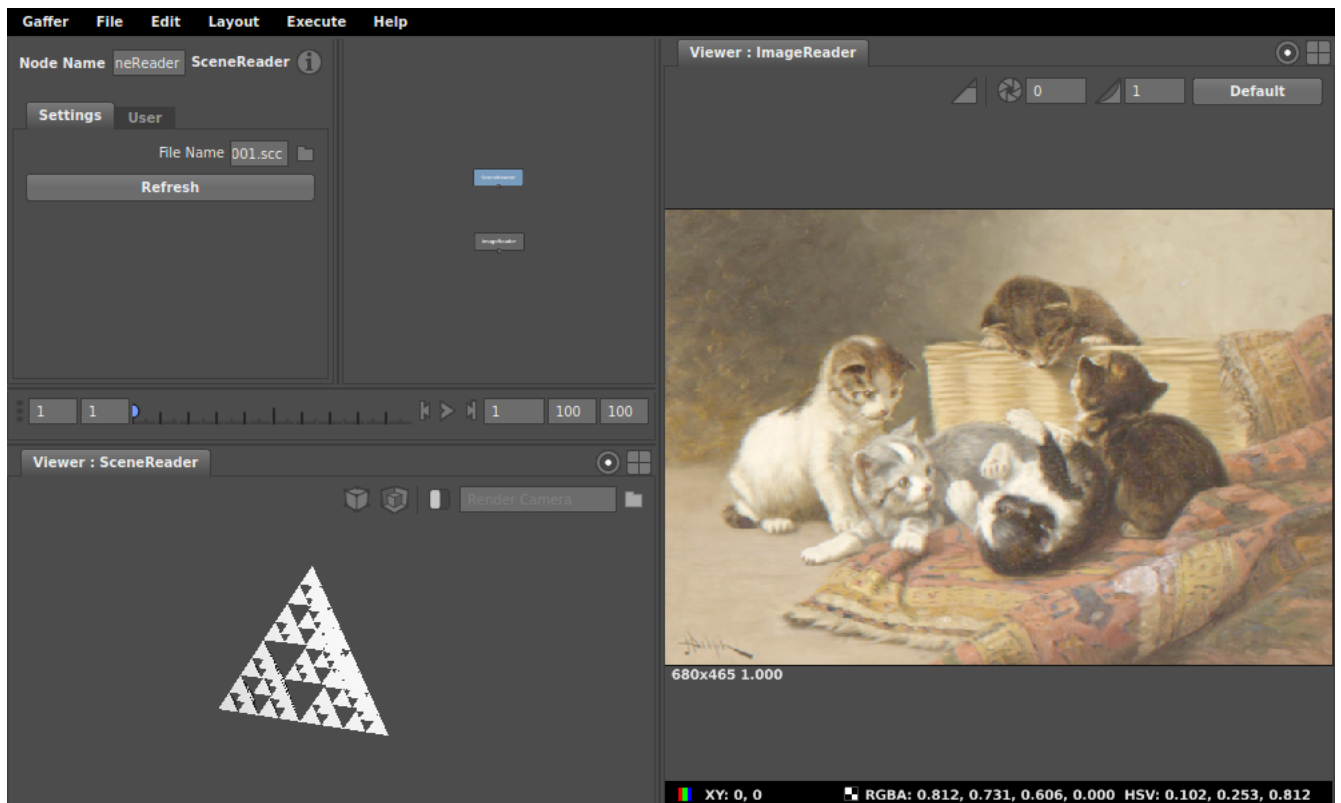 Gaffer File Edit Layout Execute Help
Node Name neReader SceneReader i
Settings User
File Name 001.scc
Refresh
SceneReader
ImageReader
1 1 1 100 100
Viewer : SceneReader
Render Camera
Viewer : ImageReader
0 1 Default
680x465 1.000
XY: 0, 0 RGBA: 0.812, 0.731, 0.606, 0.000 HSV: 0.102, 0.253, 0.812